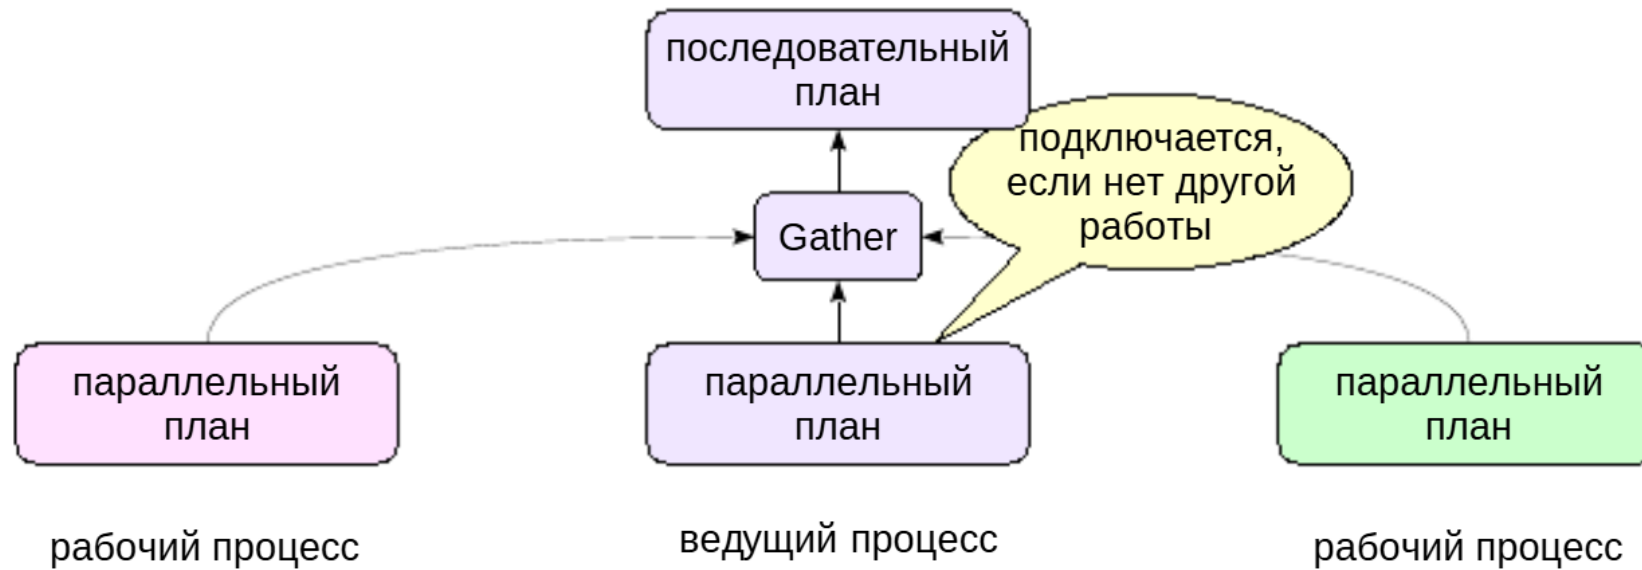 последовательный
план
подключается,
если нет другой
работы
Gather
параллельный
план
параллельный
план
параллельный
план
рабочий процесс
ведущий процесс
рабочий процесс